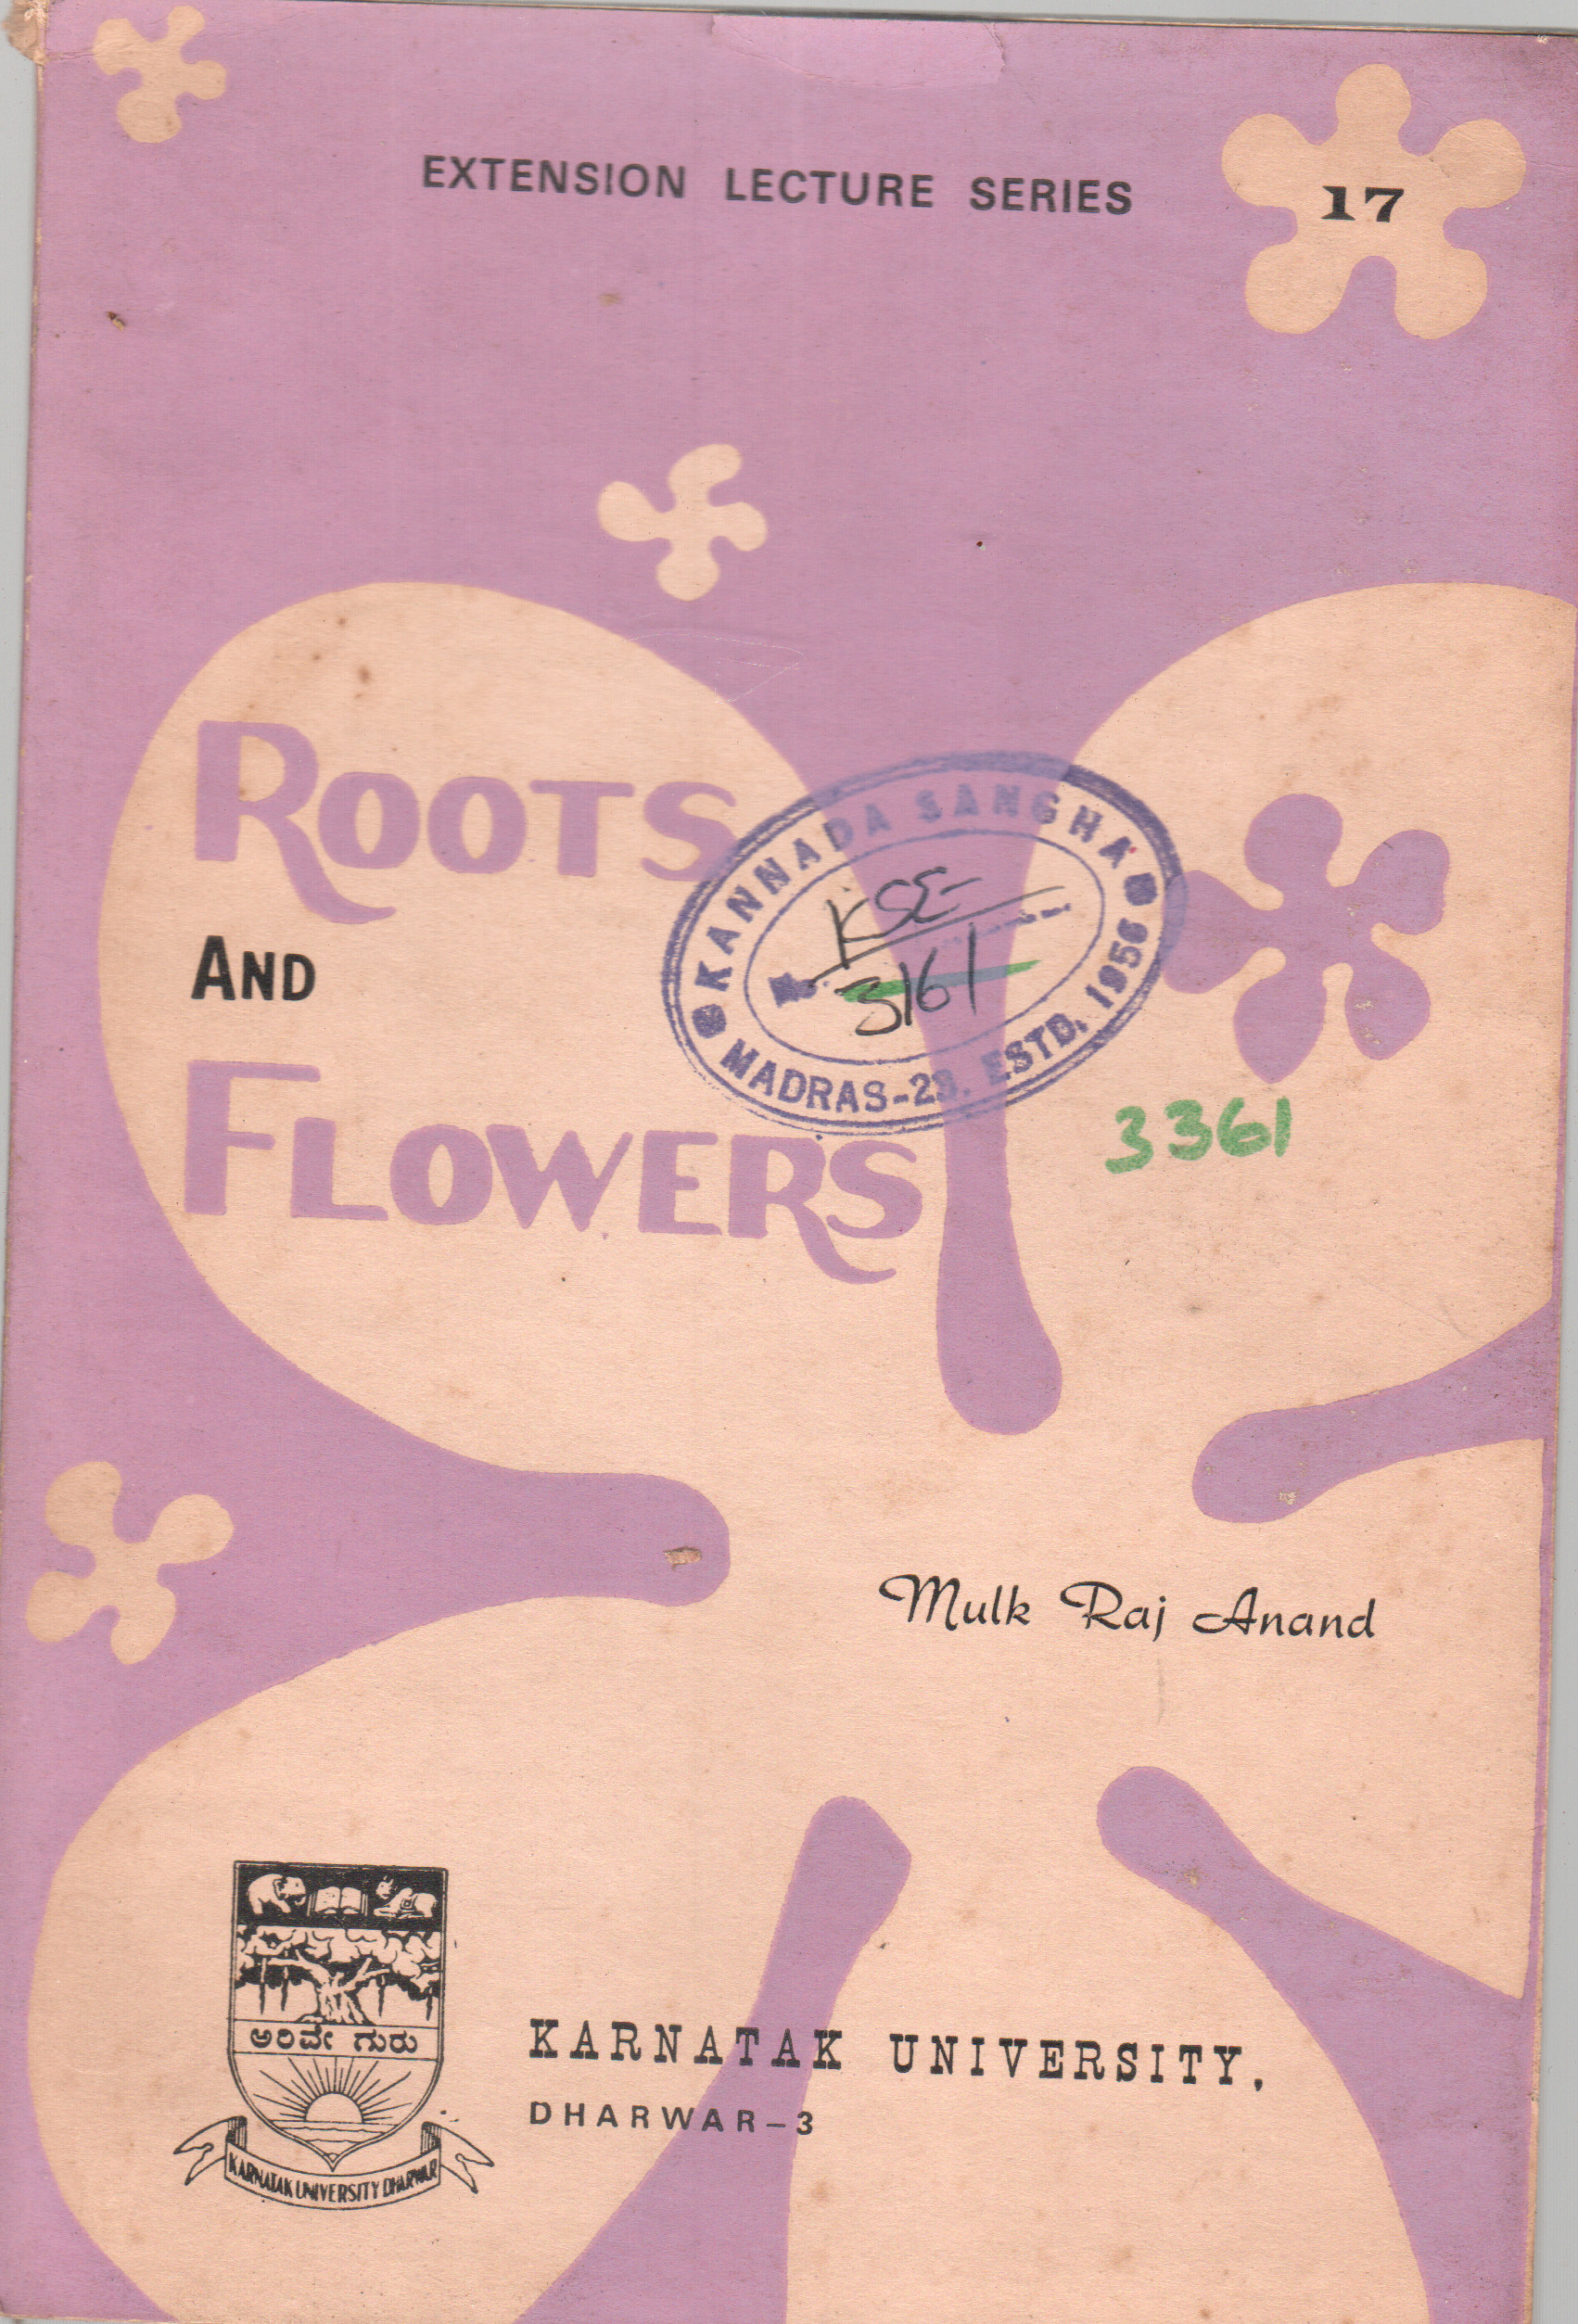 EXTENSION LECTURE SERIES
17
ROOTS
AND
FLOWERS
KANNADA SANGHA
KSE
3161
MADRAS-23. ESTD. 1956
3361
Mulk Raj Anand
ಅರಿವೇ ಗುರು
KARNATAK UNIVERSITY DHARWAR
KARNATAK UNIVERSITY,
DHARWAR-3